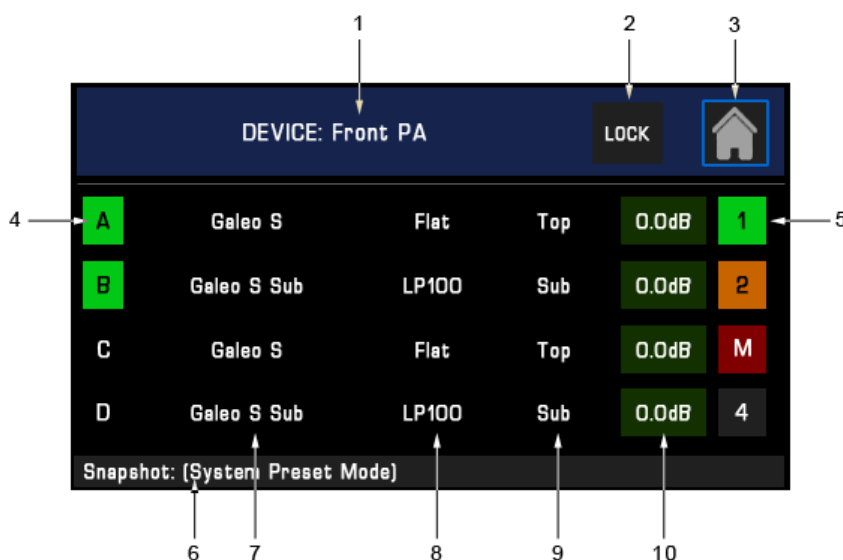 1 2 3
DEVICE: Front PA LOCK
4 A Galeo S Flat Top 0.0dB 1 5
B Galeo S Sub LP100 Sub 0.0dB 2
C Galeo S Flat Top 0.0dB M
D Galeo S Sub LP100 Sub 0.0dB 4
Snapshot: (System Preset Mode)
6 7 8 9 10